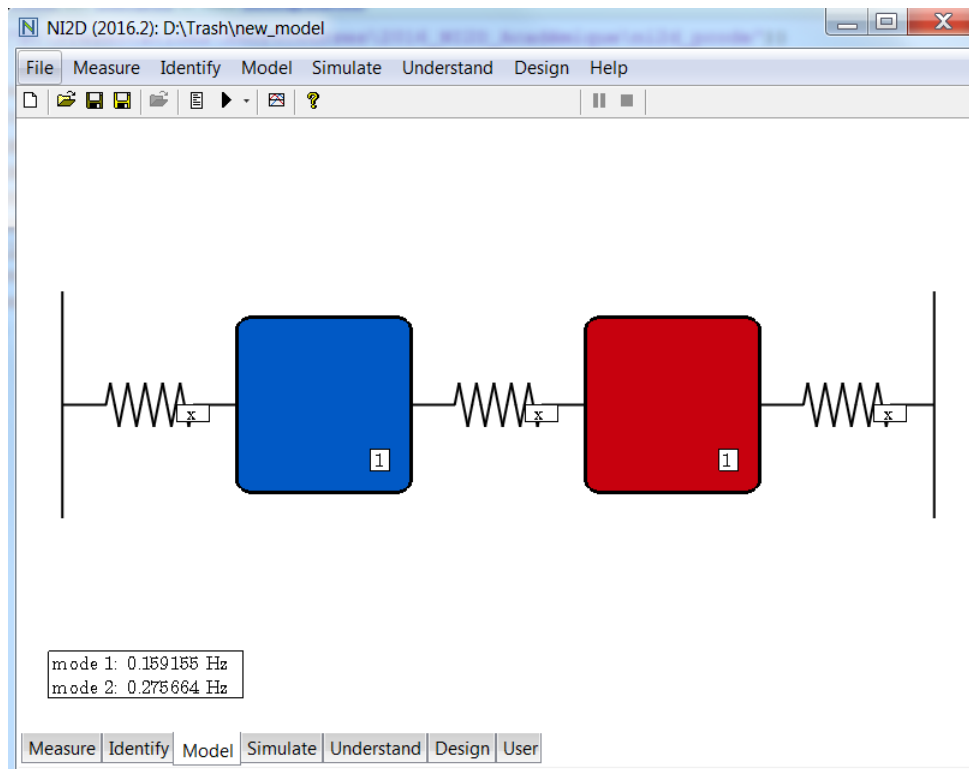 NI2D (2016.2): D:\Trash\new_model
File Measure Identify Model Simulate Understand Design Help
x x x
1 1
mode 1: 0.159155 Hz
mode 2: 0.275664 Hz
Measure Identify Model Simulate Understand Design User